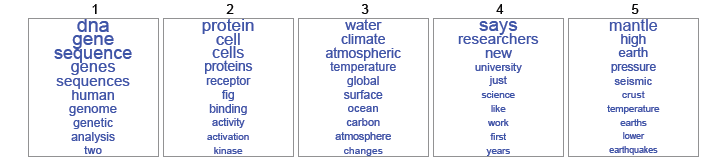 1 2 3 4 5
dna protein water says mantle
gene cell climate researchers high
sequence cells atmospheric new earth
genes proteins temperature university pressure
sequences receptor global just seismic
human fig surface science crust
genome binding ocean like temperature
genetic activity carbon work earths
analysis activation atmosphere first lower
two kinase changes years earthquakes